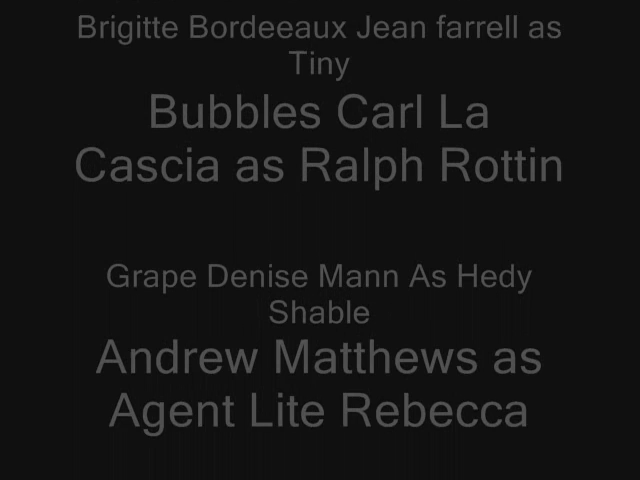 Brigitte Bordeeaux Jean farrell as
Tiny
Bubbles Carl La
Cascia as Ralph Rottin
Grape Denise Mann As Hedy
Shable
Andrew Matthews as
Agent Lite Rebecca